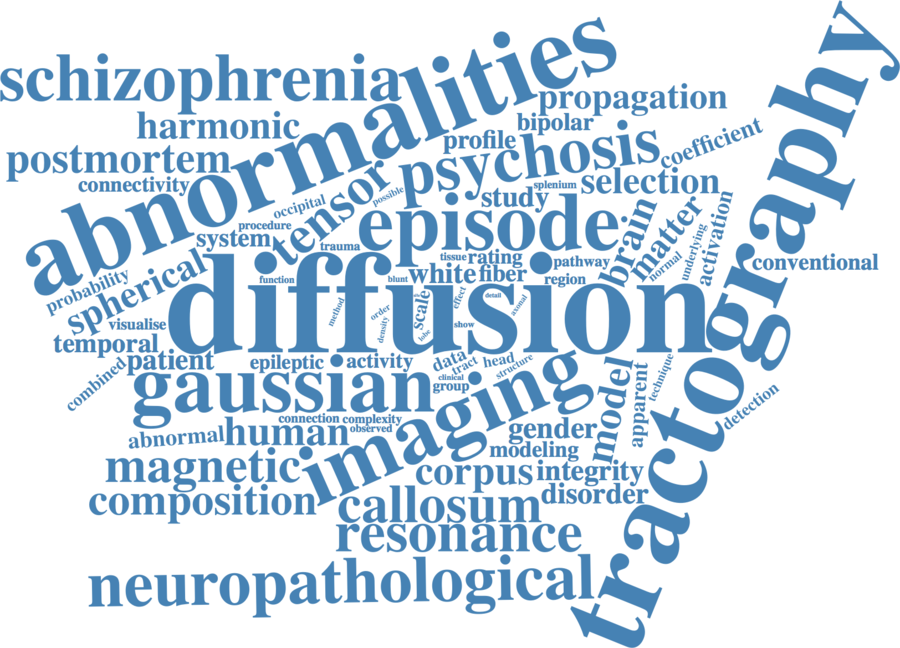 schizophrenia
abnormalities
tractography
propagation
harmonic
bipolar
profile
psychosis
coefficient
postmortem
connectivity
tensor
possible
splenium
selection
study
occipital
procedure
system
trauma
episode
brain
matter
normal
underlying
activation
conventional
probability
spherical
function
blunt
white
fiber
tissue
rating
pathway
region
diffusion
method
order
density
scale
lobe
effect
show
detail
axonal
visualise
temporal
combined
patient
epileptic
activity
data
tract
head
structure
clinical
group
gaussian
imaging
model
apparent
technique
detection
connection
complexity
observed
abnormal
human
gender
modeling
magnetic
corpus
integrity
composition
callosum
disorder
resonance
neuropathological